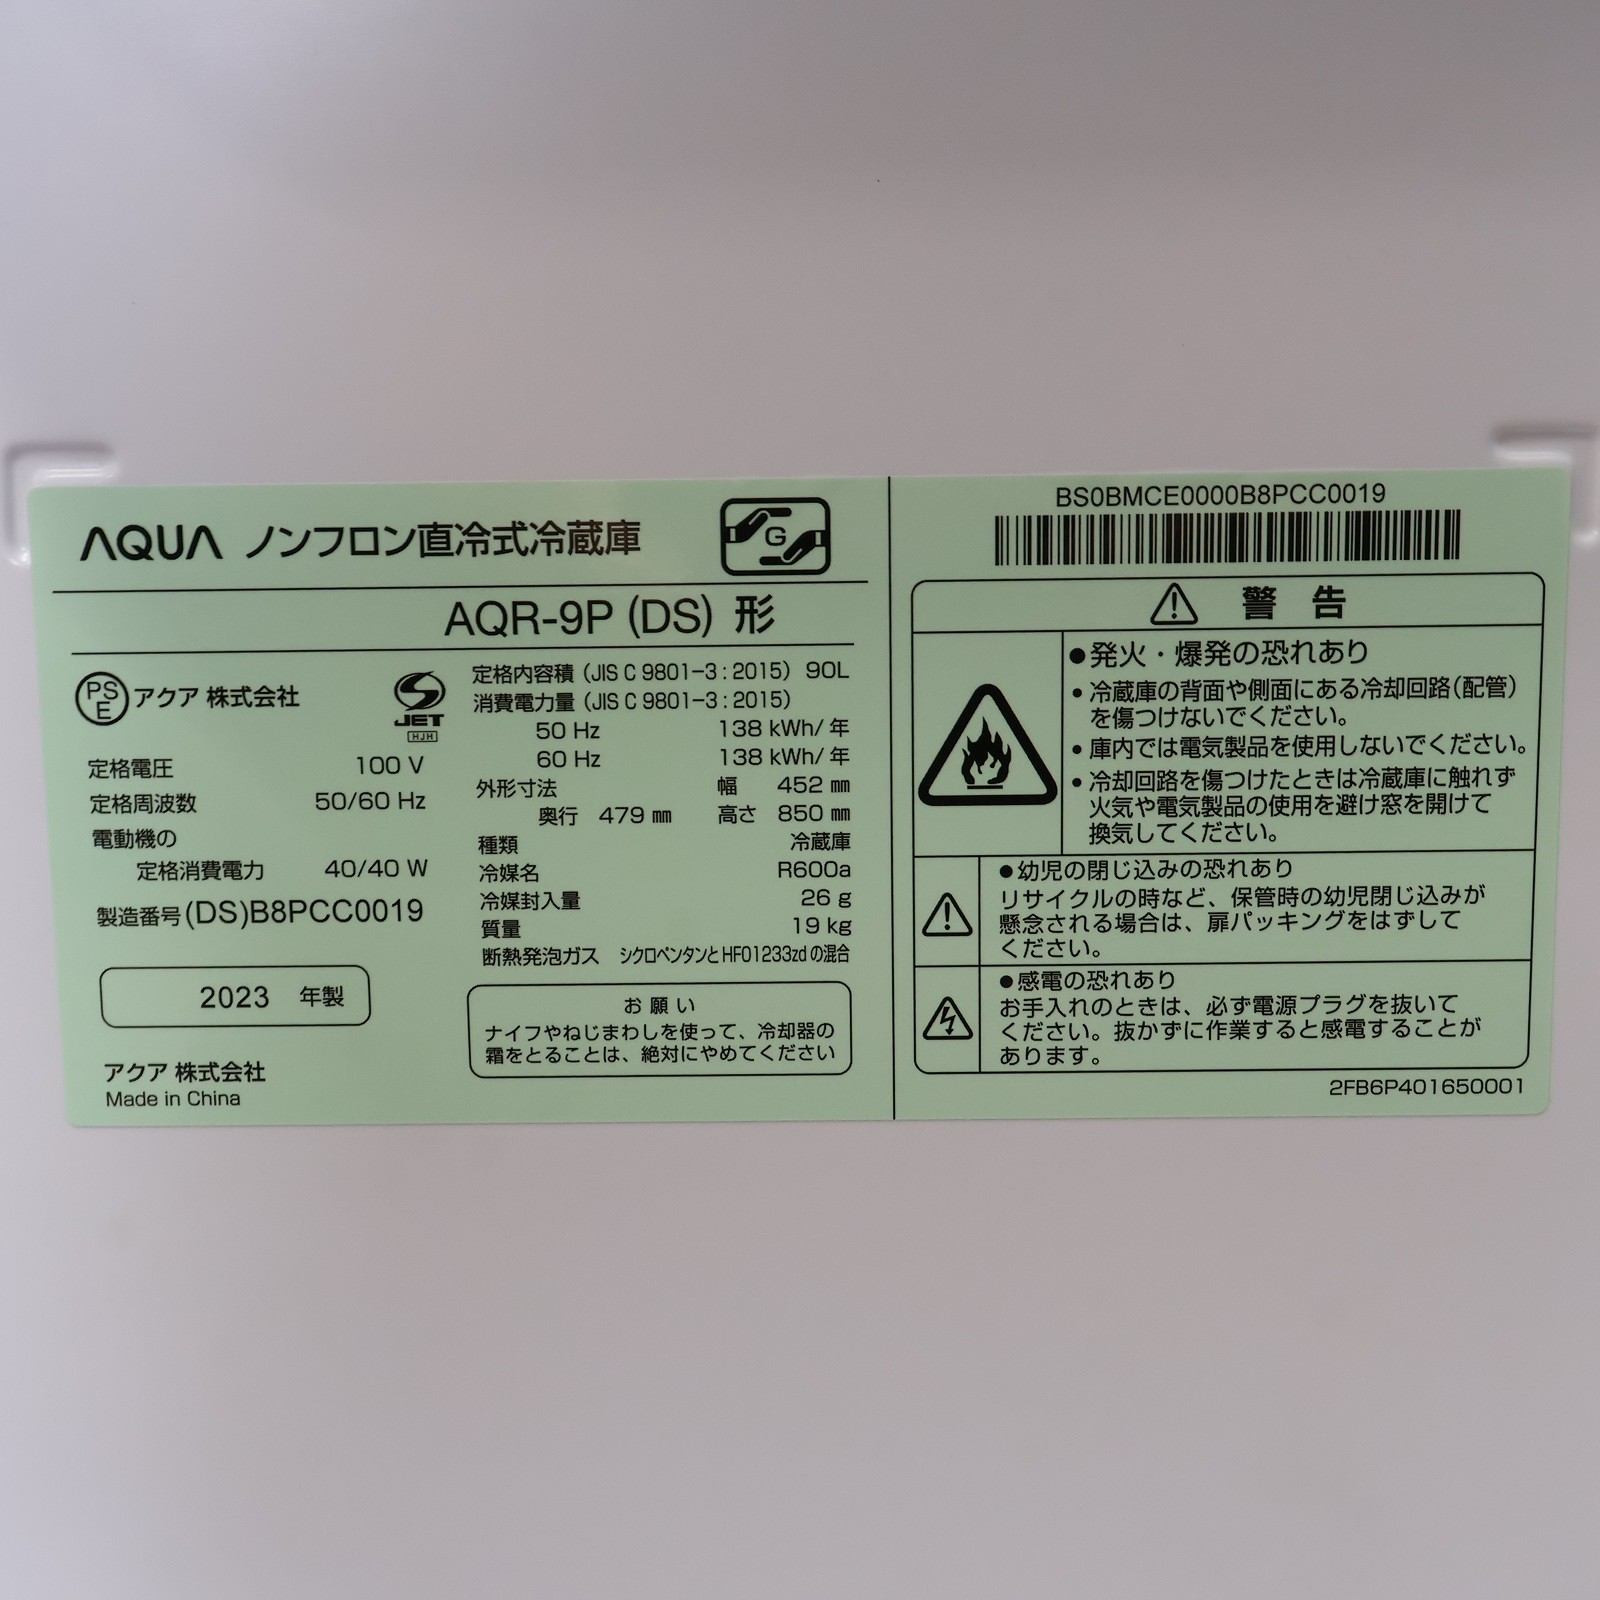 AQUA ノンフロン直冷式冷蔵庫
G
AQR-9P (DS) 形
PSE アクア 株式会社
JET
HJH
定格電圧 100 V
定格周波数 50/60 Hz
電動機の
定格消費電力 40/40 W
製造番号 (DS)B8PCC0019
2023 年製
アクア 株式会社
Made in China
定格内容積 (JIS C 9801-3 : 2015) 90L
消費電力量 (JIS C 9801-3 : 2015)
50 Hz 138 kWh/ 年
60 Hz 138 kWh/ 年
外形寸法 幅 452 ㎜
奥行 479 ㎜ 高さ 850 ㎜
種類 冷蔵庫
冷媒名 R600a
冷媒封入量 26 g
質量 19 kg
断熱発泡ガス シクロペンタンとHFO1233zdの混合
お 願 い
ナイフやねじまわしを使って、冷却器の
霜をとることは、絶対にやめてください
BS0BMCE0000B8PCC0019
警 告
●発火・爆発の恐れあり
・冷蔵庫の背面や側面にある冷却回路(配管)
を傷つけないでください。
・庫内では電気製品を使用しないでください。
・冷却回路を傷つけたときは冷蔵庫に触れず
火気や電気製品の使用を避け窓を開けて
換気してください。
●幼児の閉じ込みの恐れあり
リサイクルの時など、保管時の幼児閉じ込みが
懸念される場合は、扉パッキングをはずして
ください。
●感電の恐れあり
お手入れのときは、必ず電源プラグを抜いて
ください。抜かずに作業すると感電することが
あります。
2FB6P401650001